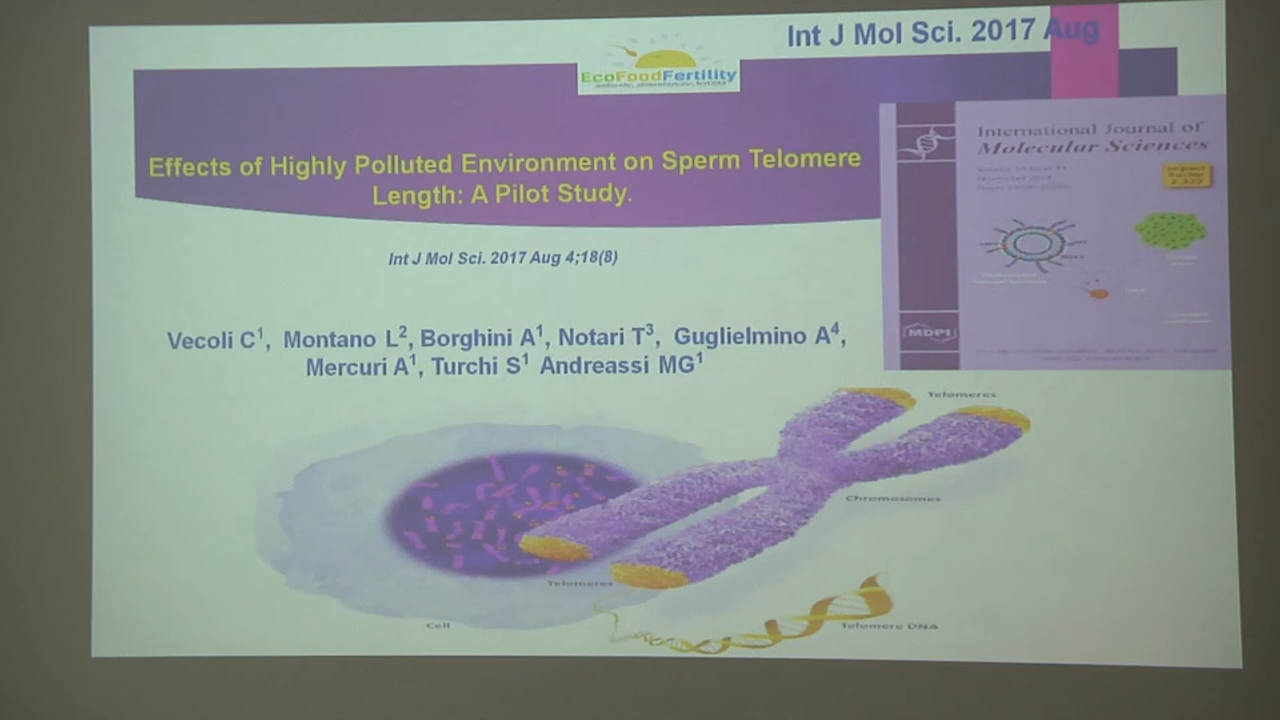 Int J Mol Sci. 2017 Aug
EcoFoodFertility
Effects of Highly Polluted Environment on Sperm Telomere
Length: A Pilot Study.
International Journal of
Molecular Sciences
Impact
Factor
Int J Mol Sci. 2017 Aug 4;18(8)
Vecoli C1, Montano L2, Borghini A1, Notari T3, Guglielmino A4,
Mercuri A1, Turchi S1 Andreassi MG1
MDPI
Telomeres
Chromosomes
Telomeres
Cell
Telomere DNA